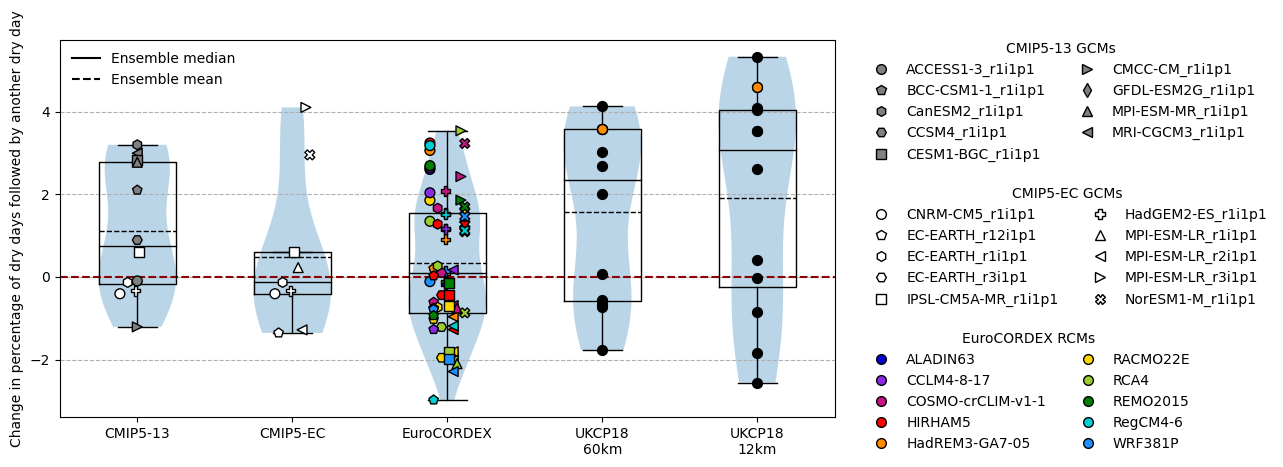 Change in percentage of dry days followed by another dry day
Ensemble median
Ensemble mean
4
2
0
−2
CMIP5-13
CMIP5-EC
EuroCORDEX
UKCP18
60km
UKCP18
12km
CMIP5-13 GCMs
ACCESS1-3_r1i1p1
BCC-CSM1-1_r1i1p1
CanESM2_r1i1p1
CCSM4_r1i1p1
CESM1-BGC_r1i1p1
CMCC-CM_r1i1p1
GFDL-ESM2G_r1i1p1
MPI-ESM-MR_r1i1p1
MRI-CGCM3_r1i1p1
CMIP5-EC GCMs
CNRM-CM5_r1i1p1
EC-EARTH_r12i1p1
EC-EARTH_r1i1p1
EC-EARTH_r3i1p1
IPSL-CM5A-MR_r1i1p1
HadGEM2-ES_r1i1p1
MPI-ESM-LR_r1i1p1
MPI-ESM-LR_r2i1p1
MPI-ESM-LR_r3i1p1
NorESM1-M_r1i1p1
EuroCORDEX RCMs
ALADIN63
CCLM4-8-17
COSMO-crCLIM-v1-1
HIRHAM5
HadREM3-GA7-05
RACMO22E
RCA4
REMO2015
RegCM4-6
WRF381P